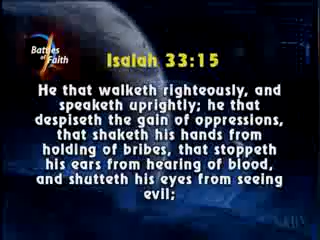 Battles
of Faith
Isaiah 33:15
He that walketh righteously, and
speaketh uprightly; he that
despiseth the gain of oppressions,
that shaketh his hands from
holding of bribes, that stoppeth
his ears from hearing of blood,
and shutteth his eyes from seeing
evil;